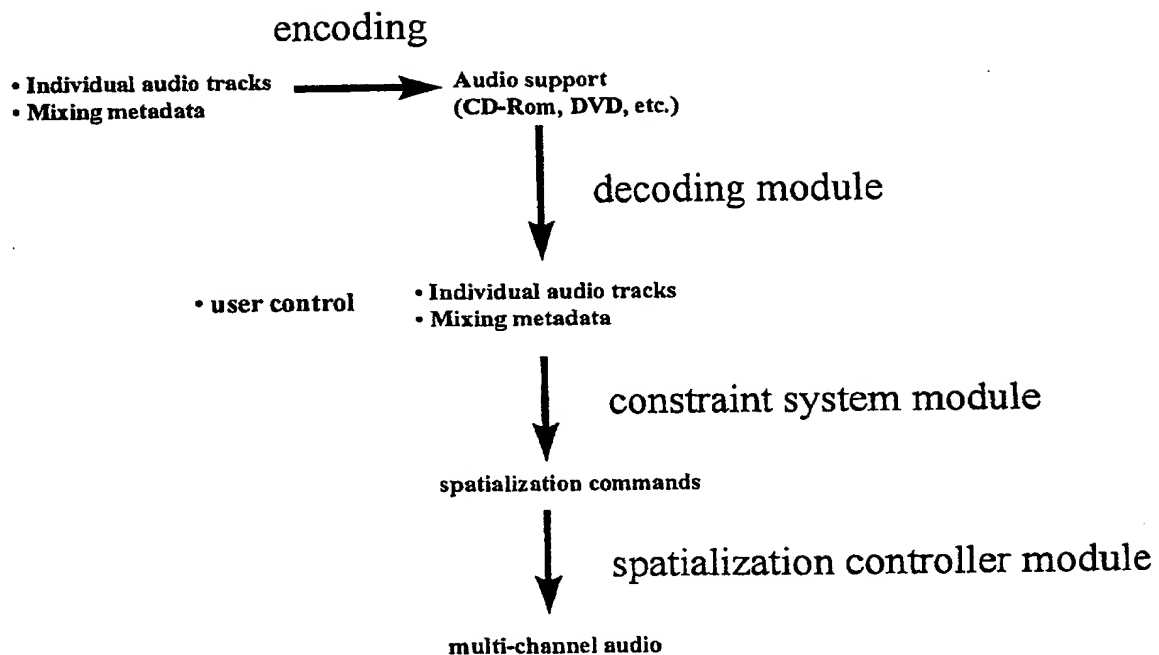 encoding
• Individual audio tracks
• Mixing metadata
Audio support
(CD-Rom, DVD, etc.)
decoding module
• user control
• Individual audio tracks
• Mixing metadata
constraint system module
spatialization commands
spatialization controller module
multi-channel audio